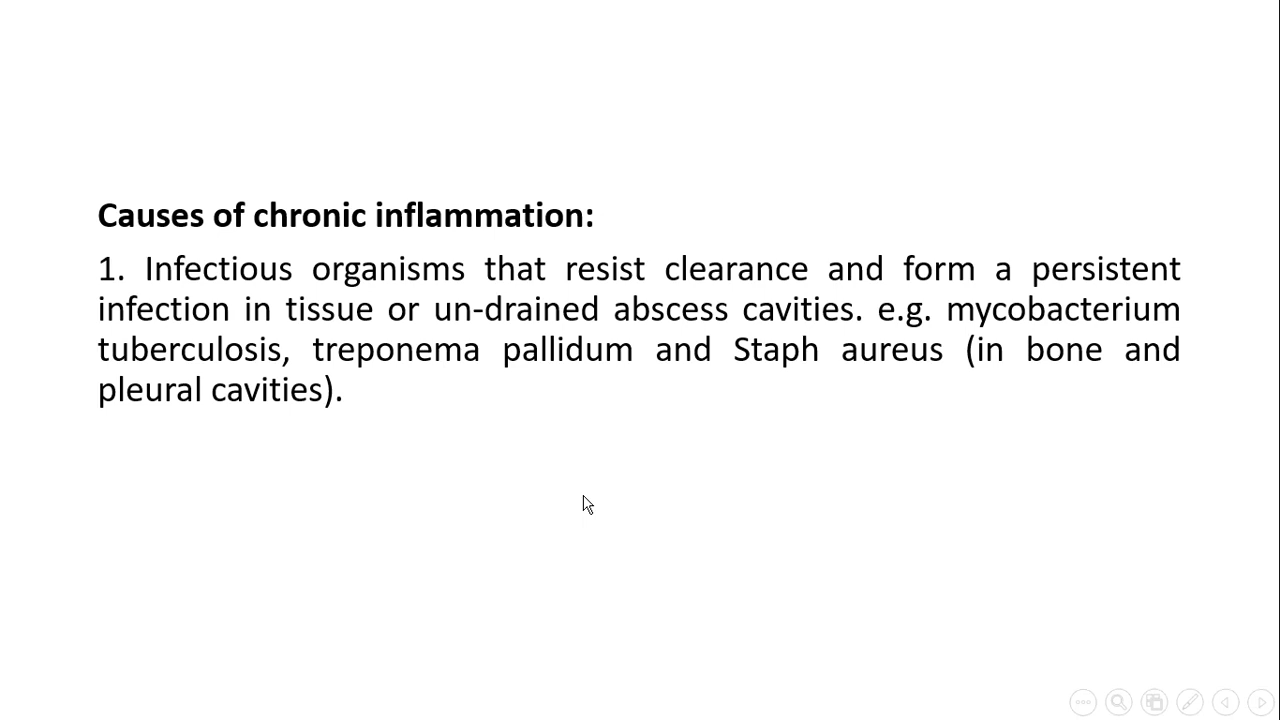 Causes of chronic inflammation:
1. Infectious organisms that resist clearance and form a persistent
infection in tissue or un-drained abscess cavities. e.g. mycobacterium
tuberculosis, treponema pallidum and Staph aureus (in bone and
pleural cavities).